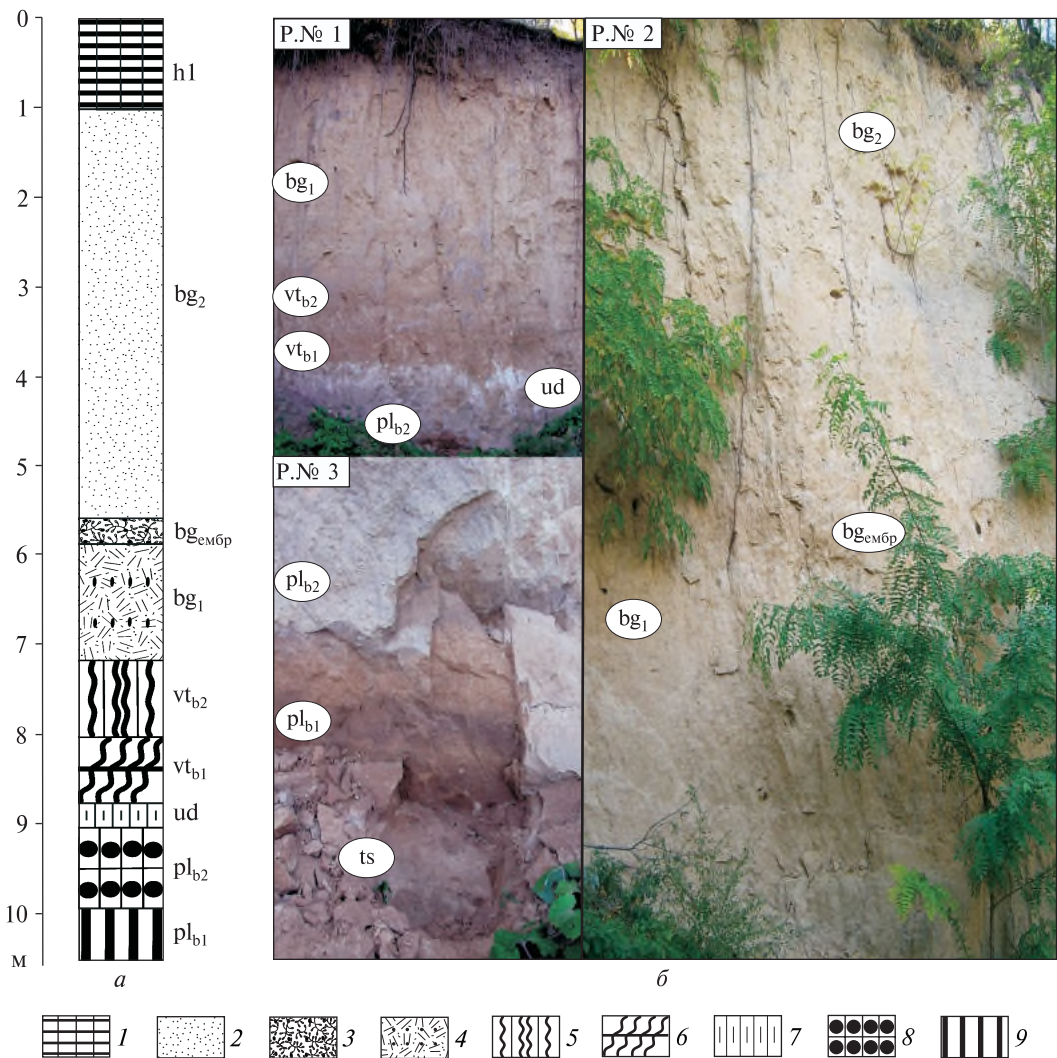 0
1
2
3
4
5
6
7
8
9
10
м
h1
bg2
bgембр
bg1
vtb2
vtb1
ud
plb2
plb1
а
Р.№ 1
bg1
vtb2
vtb1
ud
plb2
Р.№ 3
plb2
plb1
ts
Р.№ 2
bg2
bgембр
bg1
б
1 2 3 4 5 6 7 8 9